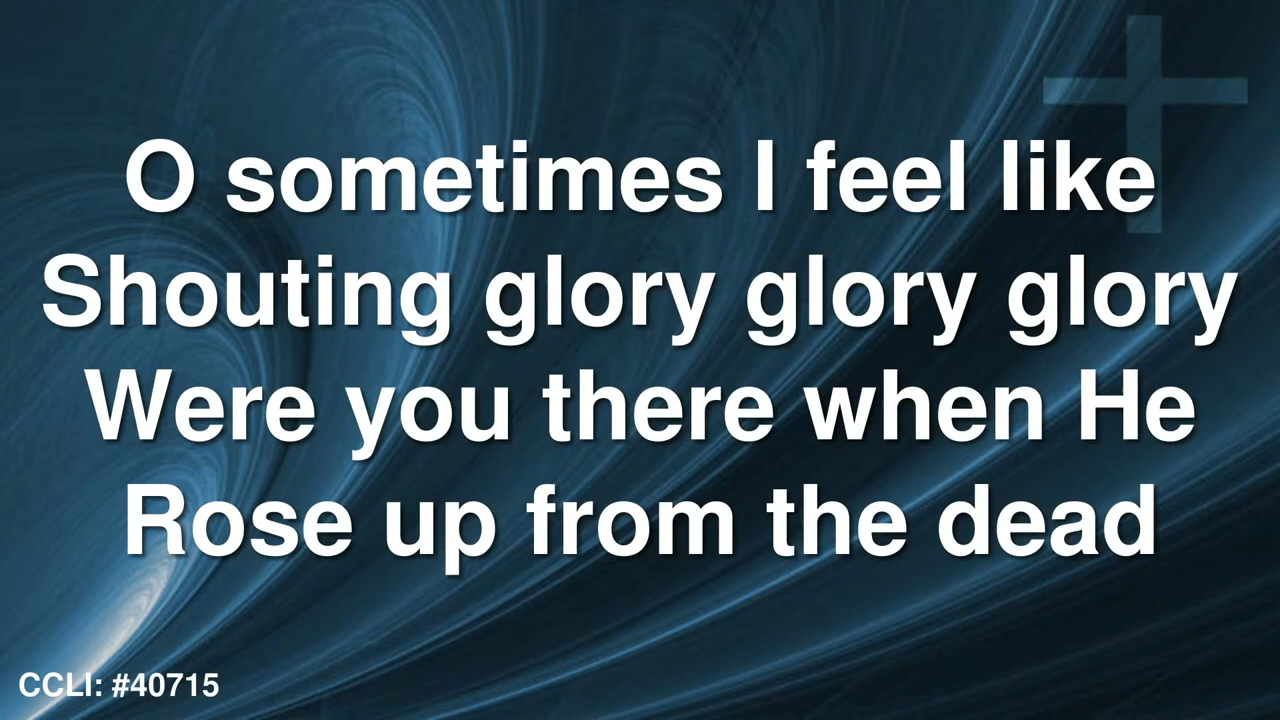 O sometimes I feel like
Shouting glory glory glory
Were you there when He
Rose up from the dead
CCLI: #40715